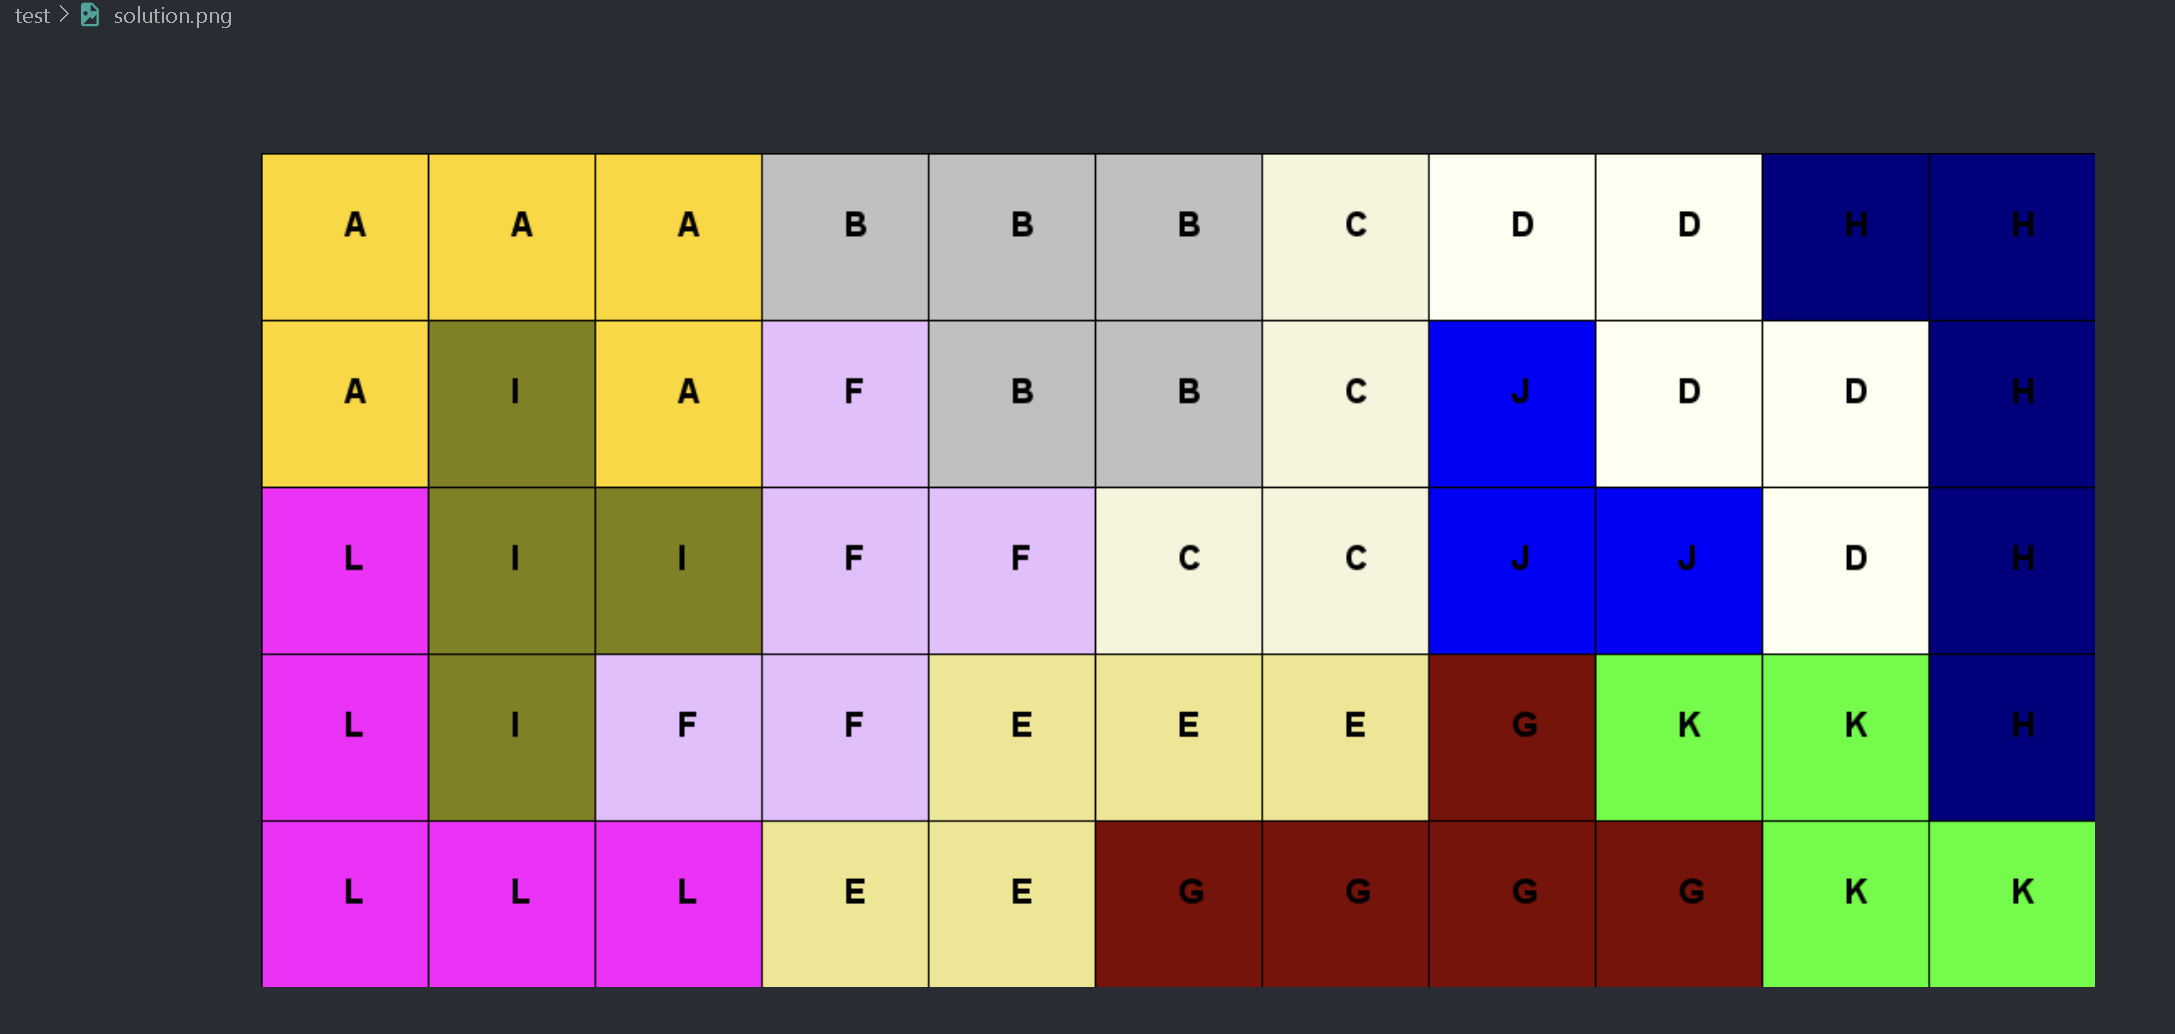 test > solution.png
A A A B B B C D D H H
A I A F B B C J D D H
L I I F F C C J J D H
L I F F E E E G K K H
L L L E E G G G G K K